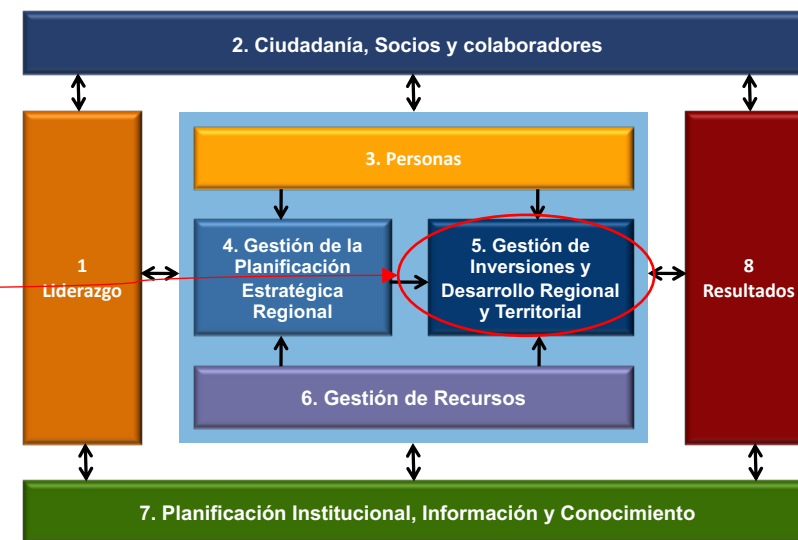 2. Ciudadanía, Socios y colaboradores
3. Personas
1
Liderazgo
4. Gestión de la
Planificación
Estratégica
Regional
5. Gestión de
Inversiones y
Desarrollo Regional
y Territorial
8
Resultados
6. Gestión de Recursos
7. Planificación Institucional, Información y Conocimiento